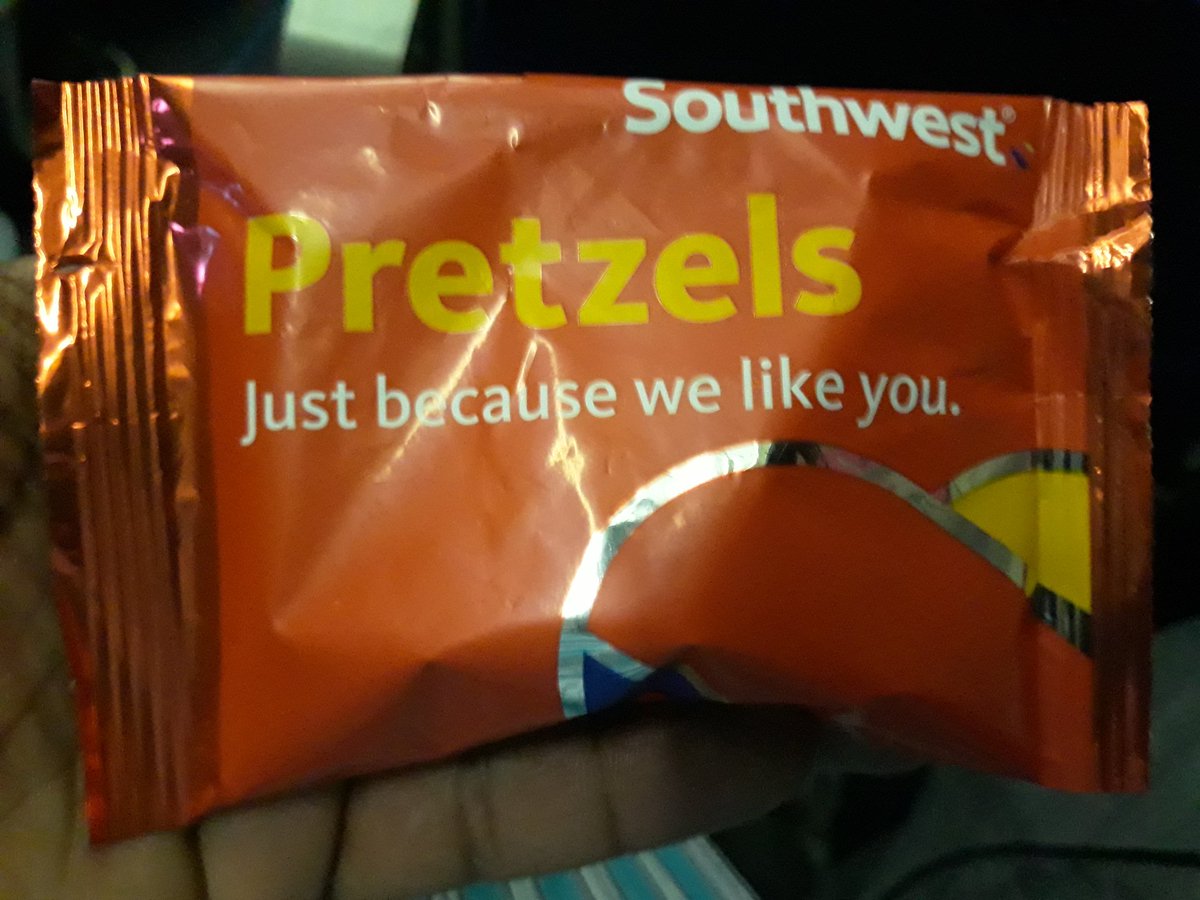 Southwest®
Pretzels
Just because we like you.